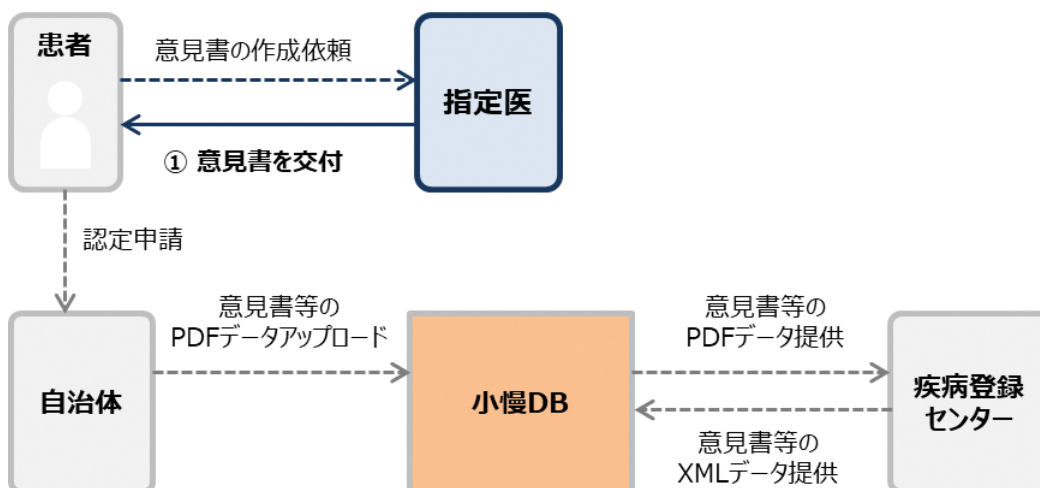 患者
意見書の作成依頼
指定医
① 意見書を交付
認定申請
意見書等の
PDFデータアップロード
意見書等の
PDFデータ提供
自治体
小慢DB
疾病登録
センター
意見書等の
XMLデータ提供